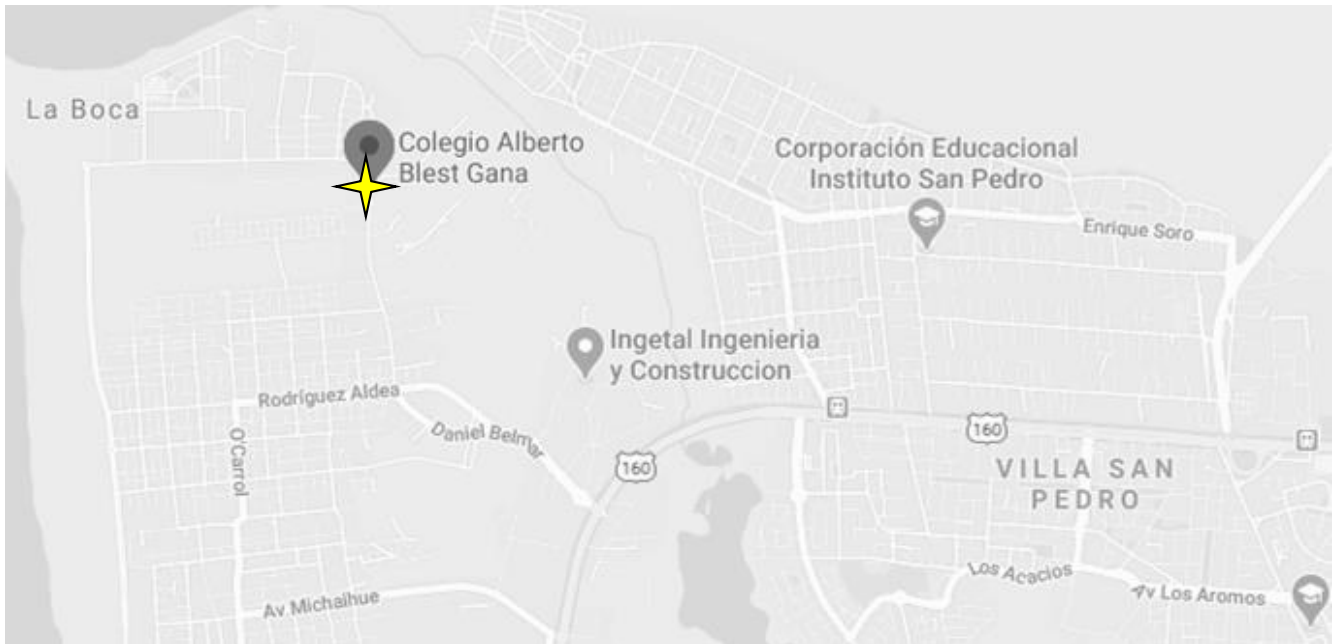 La Boca
Colegio Alberto
Blest Gana
Corporación Educacional
Instituto San Pedro
Enrique Soro
Ingetal Ingenieria
y Construccion
Rodríguez Aldea
O'Carrol
Daniel Belmar
160
160
VILLA SAN
PEDRO
Los Acacios
Av Los Aromos
Av Michaihue